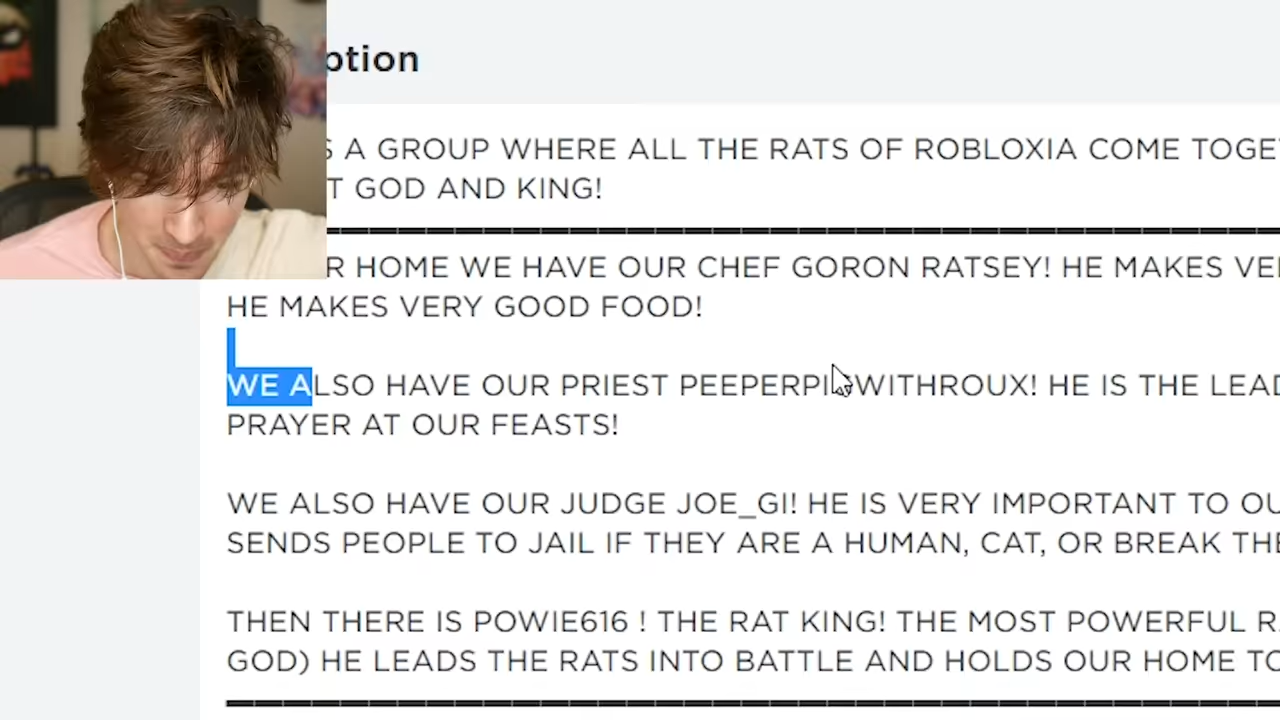 ption
S A GROUP WHERE ALL THE RATS OF ROBLOXIA COME TOGE
T GOD AND KING!
R HOME WE HAVE OUR CHEF GORON RATSEY! HE MAKES VE
HE MAKES VERY GOOD FOOD!
WE ALSO HAVE OUR PRIEST HE IS THE LEAD
PRAYER AT OUR FEASTS!
WE ALSO HAVE OUR JUDGE JOE_GI! HE IS VERY IMPORTANT TO OU
SENDS PEOPLE TO JAIL IF THEY ARE A HUMAN, CAT, OR BREAK THE
THEN THERE IS POWIE616 ! THE RAT KING! THE MOST POWERFUL RA
GOD) HE LEADS THE RATS INTO BATTLE AND HOLDS OUR HOME TO